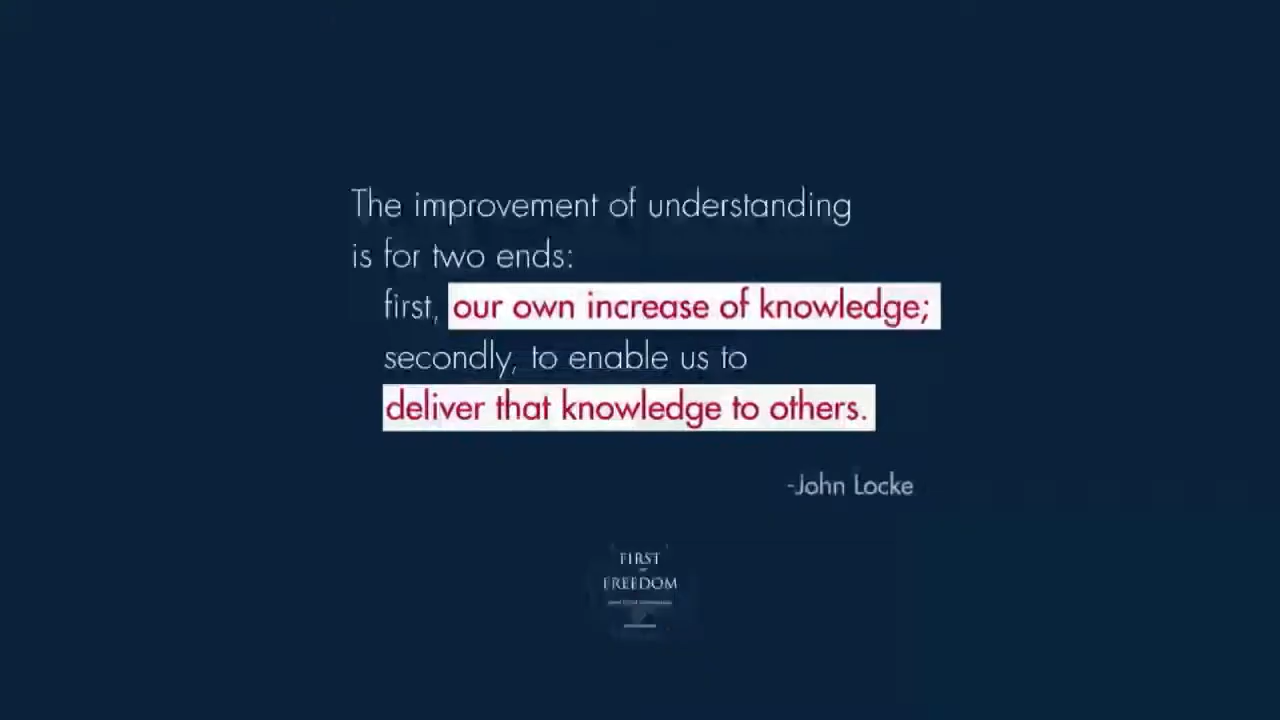 The improvement of understanding
is for two ends:
first, our own increase of knowledge;
secondly, to enable us to
deliver that knowledge to others.
-John Locke
FIRST
FREEDOM